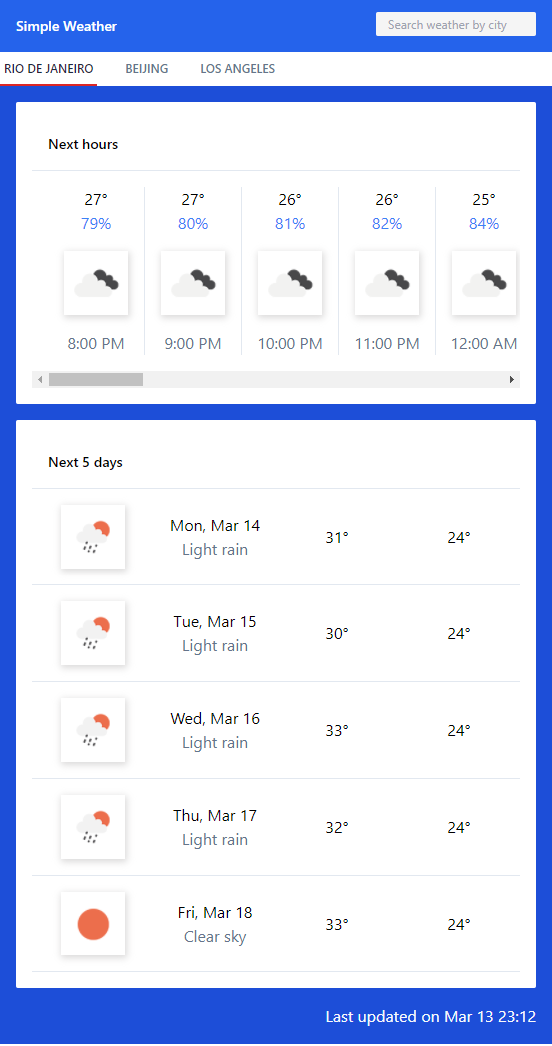 Simple Weather
Search weather by city
RIO DE JANEIRO BEIJING LOS ANGELES
Next hours
27° 27° 26° 26° 25°
79% 80% 81% 82% 84%
8:00 PM 9:00 PM 10:00 PM 11:00 PM 12:00 AM
Next 5 days
Mon, Mar 14
Light rain
31° 24°
Tue, Mar 15
Light rain
30° 24°
Wed, Mar 16
Light rain
33° 24°
Thu, Mar 17
Light rain
32° 24°
Fri, Mar 18
Clear sky
33° 24°
Last updated on Mar 13 23:12